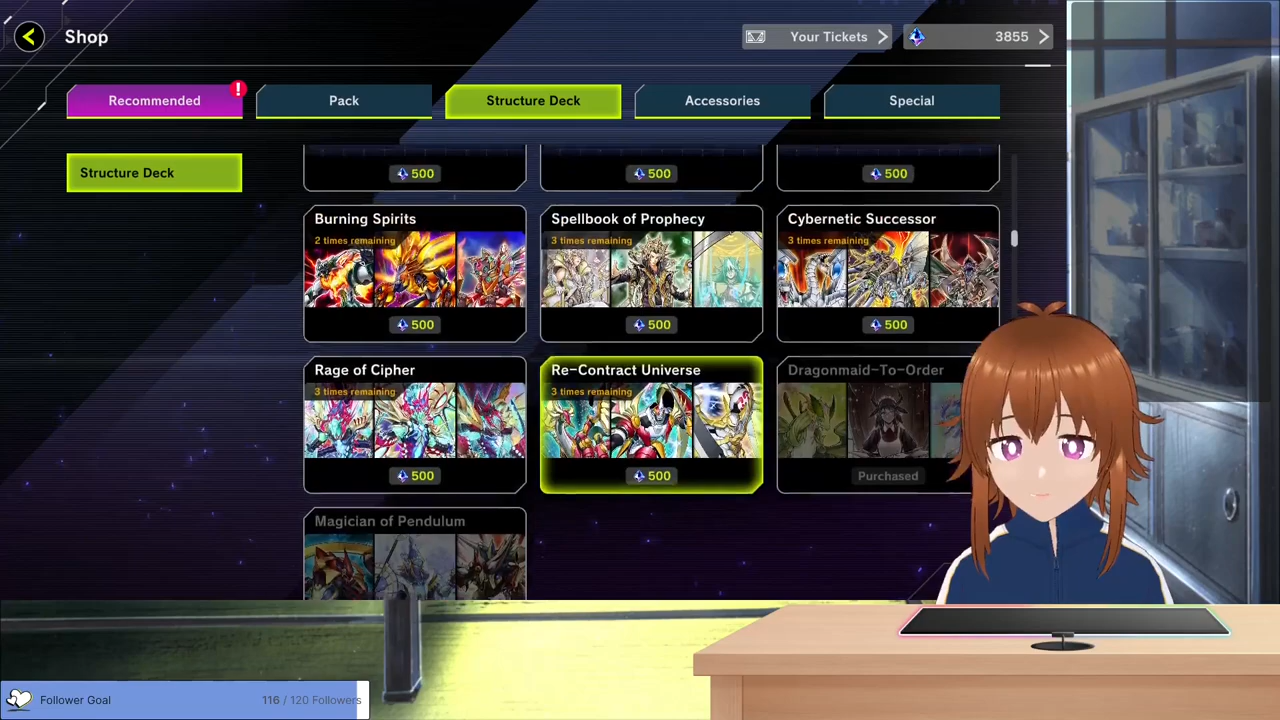 Shop
Your Tickets
3855
Recommended
!
Pack
Structure Deck
Accessories
Special
Structure Deck
500
500
500
Burning Spirits
2 times remaining
500
Spellbook of Prophecy
3 times remaining
500
Cybernetic Successor
3 times remaining
500
Rage of Cipher
3 times remaining
500
Re-Contract Universe
3 times remaining
500
Dragonmaid-To-Order
Purchased
Magician of Pendulum
Follower Goal
116 / 120 Followers